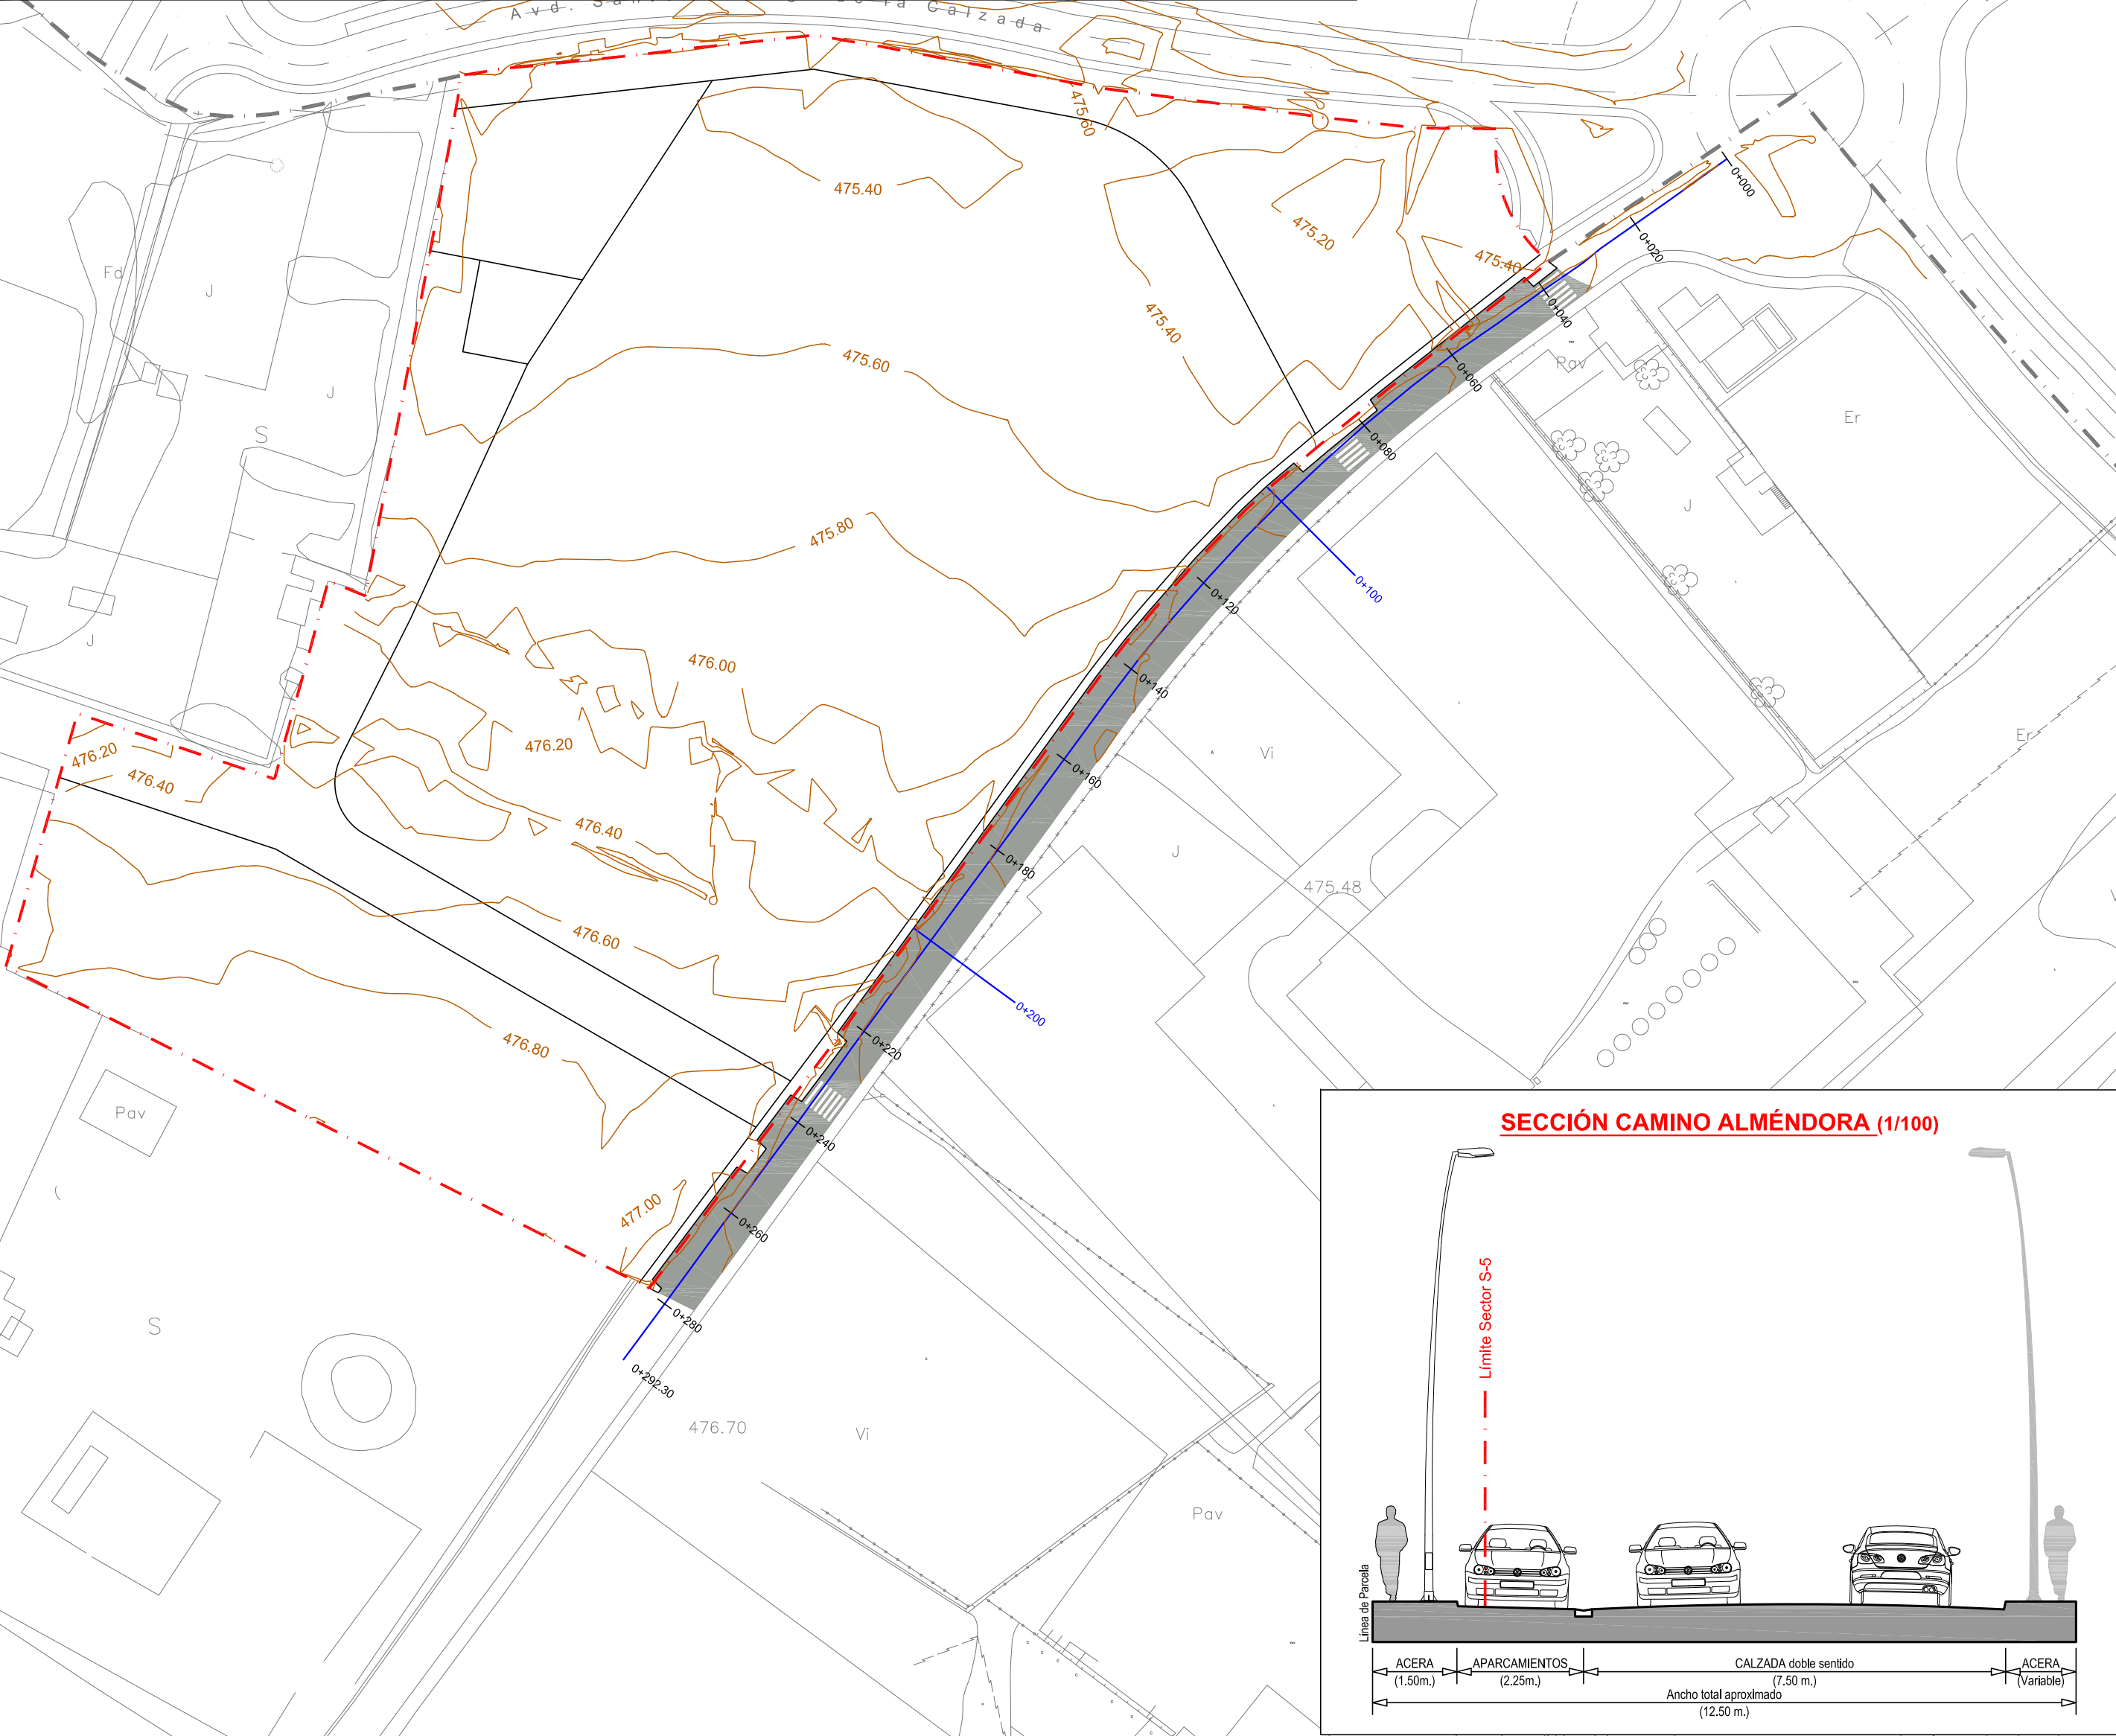 Avd.
Calzada
475.60
475.40
475.20
475.40
475.40
475.60
475.80
476.00
476.20
476.20
476.40
476.40
476.60
476.80
477.00
0+000
0+020
0+040
0+060
0+080
0+100
0+120
0+140
0+160
0+180
0+200
0+220
0+240
0+260
0+280
0+292.30
Fd
J
J
S
J
Pav
Er
J
Er
Vi
J
475.48
Pav
S
476.70
Vi
Pav
SECCIÓN CAMINO ALMÉNDORA (1/100)
Límite Sector S-5
Línea de Parcela
ACERA
(1.50m.)
APARCAMIENTOS
(2.25m.)
CALZADA doble sentido
(7.50 m.)
ACERA
(Variable)
Ancho total aproximado
(12.50 m.)